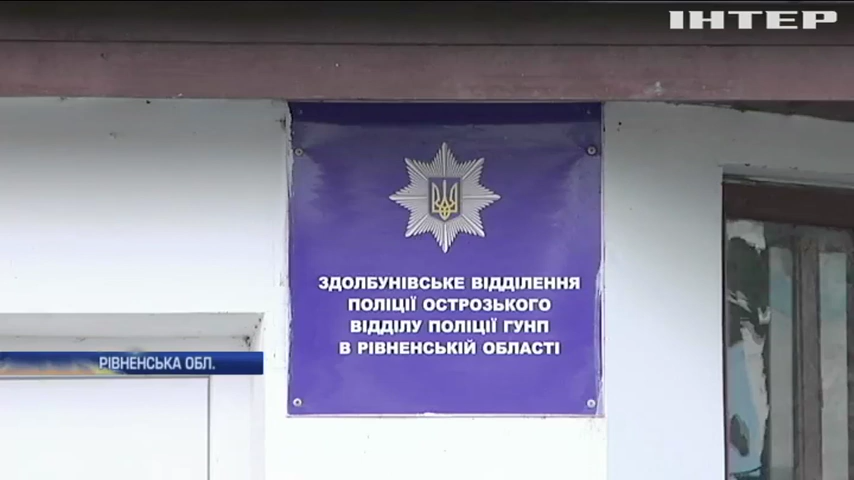 ІНТЕР
ЗДОЛБУНІВСЬКЕ ВІДДІЛЕННЯ
ПОЛІЦІЇ ОСТРОЗЬКОГО
ВІДДІЛУ ПОЛІЦІЇ ГУНП
В РІВНЕНСЬКІЙ ОБЛАСТІ
РІВНЕНСЬКА ОБЛ.